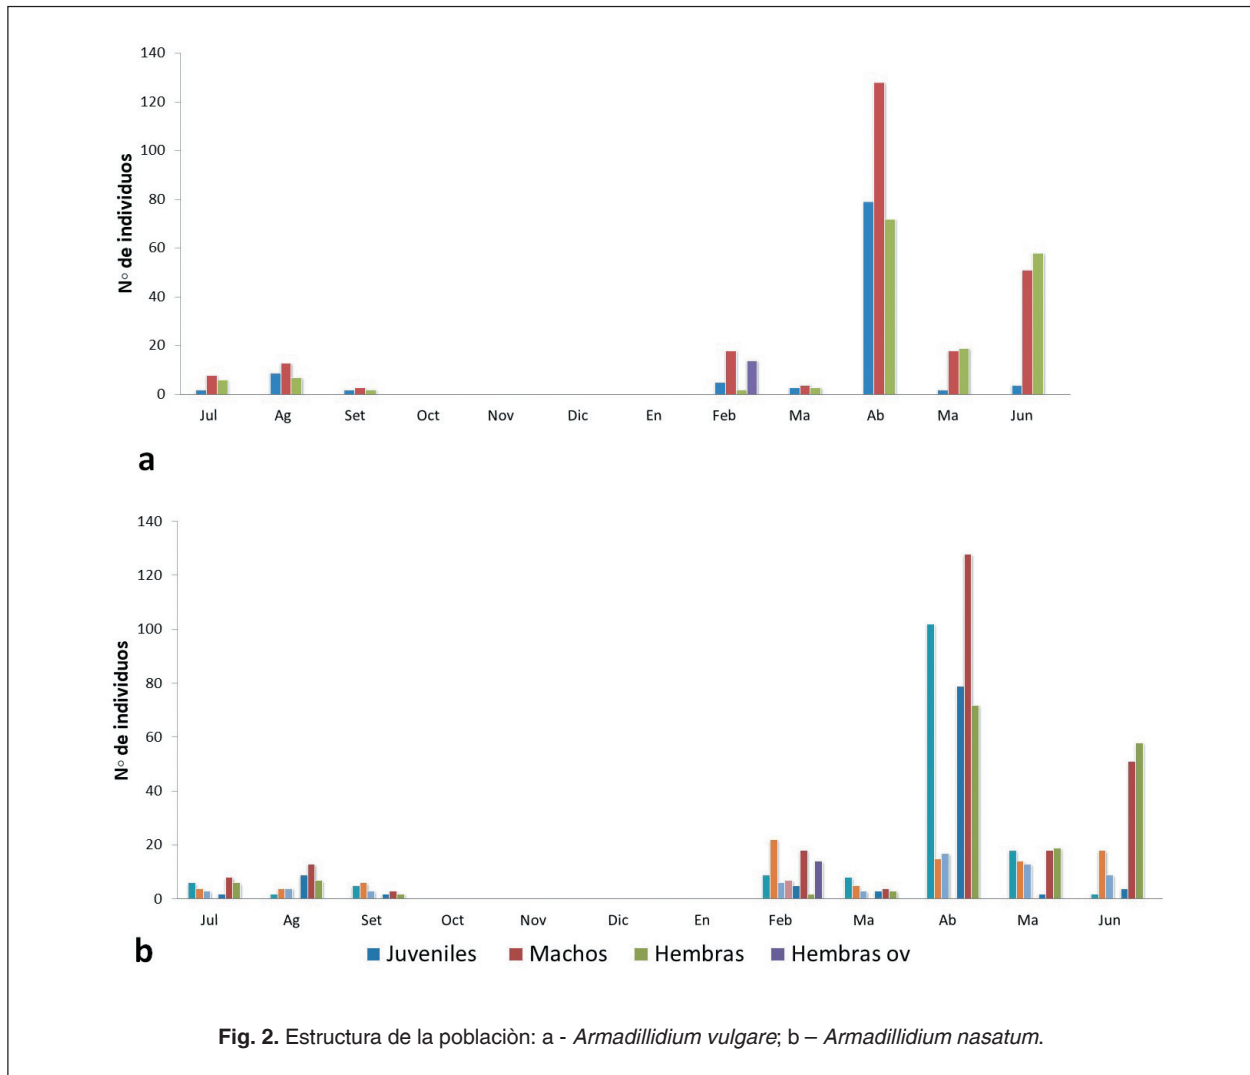 140
120
100
80
60
40
20
0
Nº de individuos
Jul Ag Set Oct Nov Dic En Feb Ma Ab Ma Jun
a
140
120
100
80
60
40
20
0
Nº de individuos
Jul Ag Set Oct Nov Dic En Feb Ma Ab Ma Jun
b
Juveniles Machos Hembras Hembras ov
Fig. 2. Estructura de la poblaciòn: a - Armadillidium vulgare; b – Armadillidium nasatum.